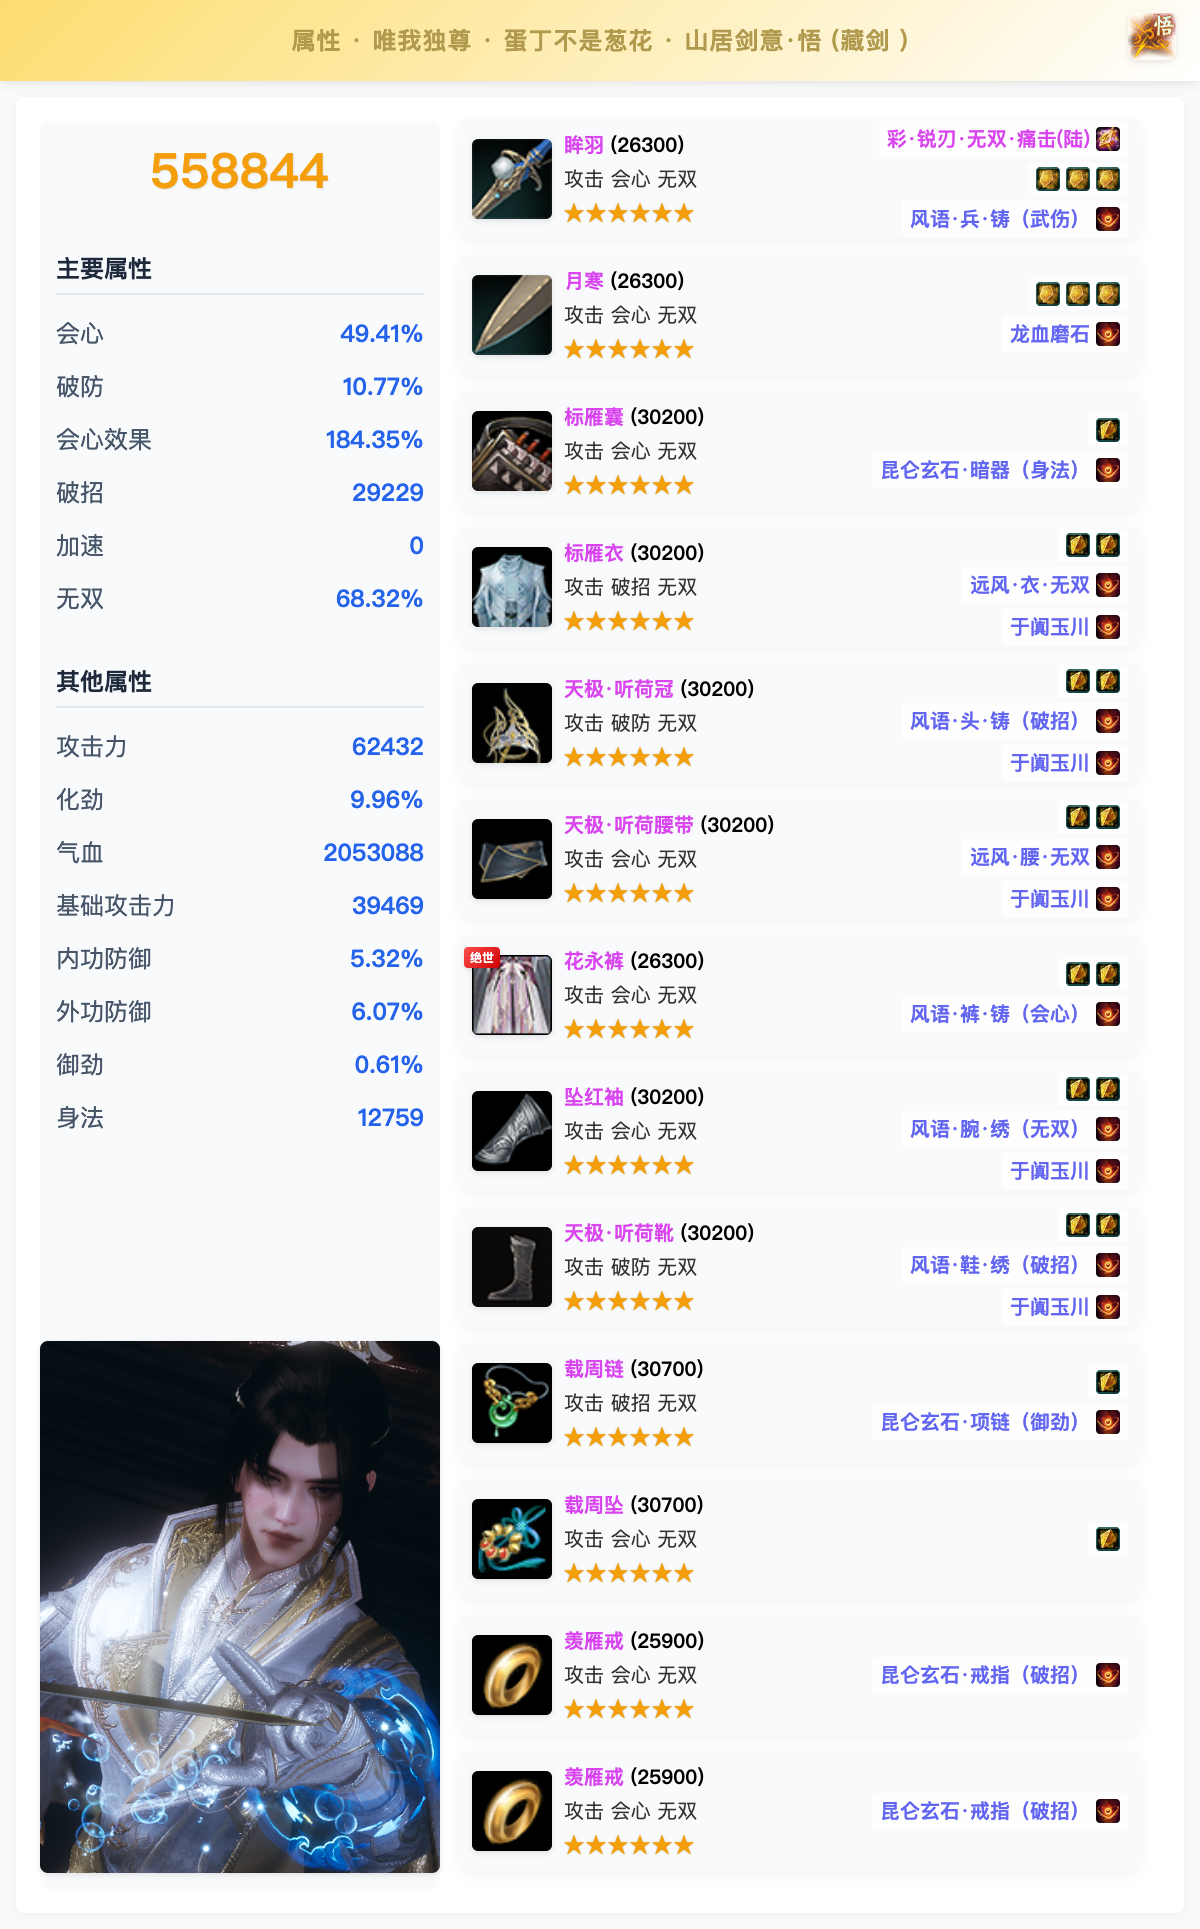 属性 · 唯我独尊 · 蛋丁不是葱花 · 山居剑意·悟 (藏剑 )
悟
558844
主要属性
会心 49.41%
破防 10.77%
会心效果 184.35%
破招 29229
加速 0
无双 68.32%
其他属性
攻击力 62432
化劲 9.96%
气血 2053088
基础攻击力 39469
内功防御 5.32%
外功防御 6.07%
御劲 0.61%
身法 12759
眸羽 (26300)
攻击 会心 无双
彩·锐刃·无双·痛击(陆)
风语·兵·铸（武伤）
月寒 (26300)
攻击 会心 无双
龙血磨石
标雁囊 (30200)
攻击 会心 无双
昆仑玄石·暗器（身法）
标雁衣 (30200)
攻击 破招 无双
远风·衣·无双
于阗玉川
天极·听荷冠 (30200)
攻击 破防 无双
风语·头·铸（破招）
于阗玉川
天极·听荷腰带 (30200)
攻击 会心 无双
远风·腰·无双
于阗玉川
绝世
花永裤 (26300)
攻击 会心 无双
风语·裤·铸（会心）
坠红袖 (30200)
攻击 会心 无双
风语·腕·绣（无双）
于阗玉川
天极·听荷靴 (30200)
攻击 破防 无双
风语·鞋·绣（破招）
于阗玉川
载周链 (30700)
攻击 破招 无双
昆仑玄石·项链（御劲）
载周坠 (30700)
攻击 会心 无双
羡雁戒 (25900)
攻击 会心 无双
昆仑玄石·戒指（破招）
羡雁戒 (25900)
攻击 会心 无双
昆仑玄石·戒指（破招）